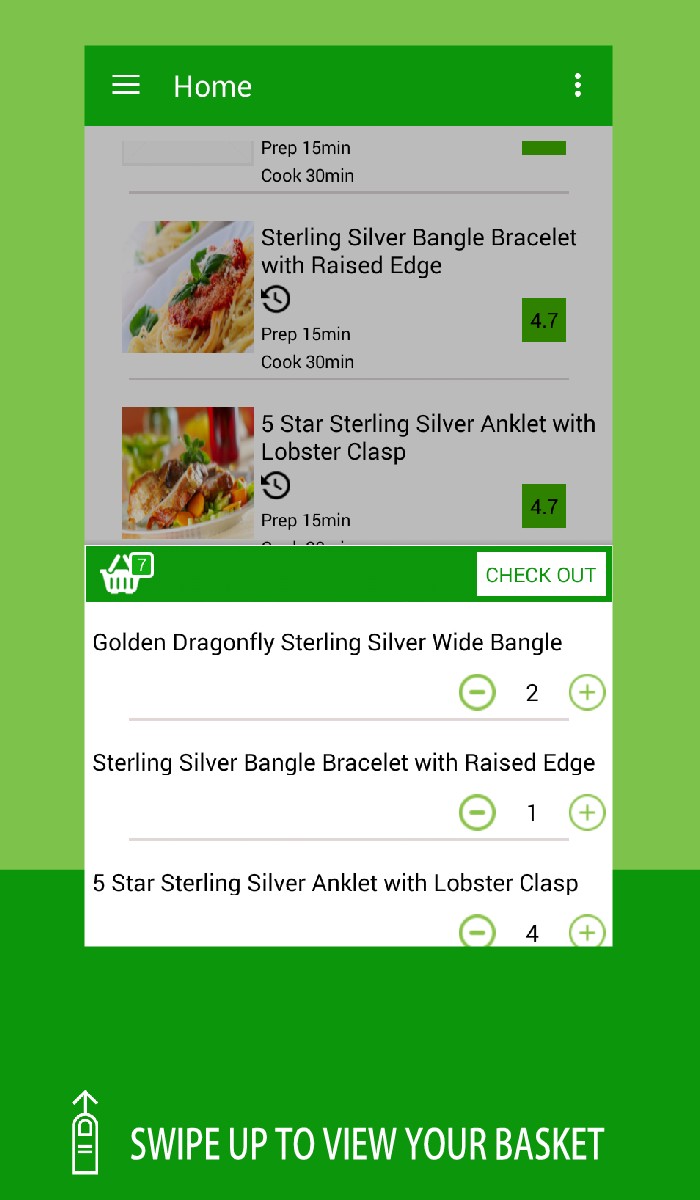 Home
Prep 15min
Cook 30min
Sterling Silver Bangle Bracelet
with Raised Edge
4.7
Prep 15min
Cook 30min
5 Star Sterling Silver Anklet with
Lobster Clasp
4.7
Prep 15min
7
CHECK OUT
Golden Dragonfly Sterling Silver Wide Bangle
2
Sterling Silver Bangle Bracelet with Raised Edge
1
5 Star Sterling Silver Anklet with Lobster Clasp
4
SWIPE UP TO VIEW YOUR BASKET